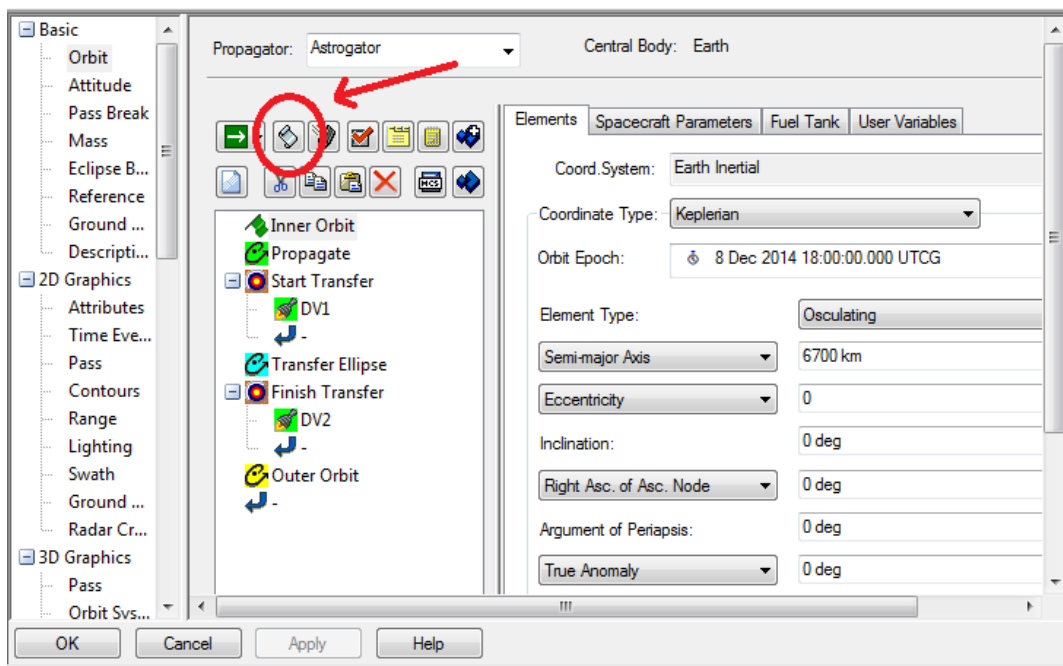 Basic
Orbit
Attitude
Pass Break
Mass
Eclipse B...
Reference
Ground ...
Descripti...
2D Graphics
Attributes
Time Eve...
Pass
Contours
Range
Lighting
Swath
Ground ...
Radar Cr...
3D Graphics
Pass
Orbit Sys...
Propagator: Astrogator
Central Body: Earth
MCS
Inner Orbit
Propagate
Start Transfer
DV1
-
Transfer Ellipse
Finish Transfer
DV2
-
Outer Orbit
-
Elements Spacecraft Parameters Fuel Tank User Variables
Coord.System: Earth Inertial
Coordinate Type: Keplerian
Orbit Epoch: 8 Dec 2014 18:00:00.000 UTCG
Element Type: Osculating
Semi-major Axis 6700 km
Eccentricity 0
Inclination: 0 deg
Right Asc. of Asc. Node 0 deg
Argument of Periapsis: 0 deg
True Anomaly 0 deg
OK Cancel Apply Help